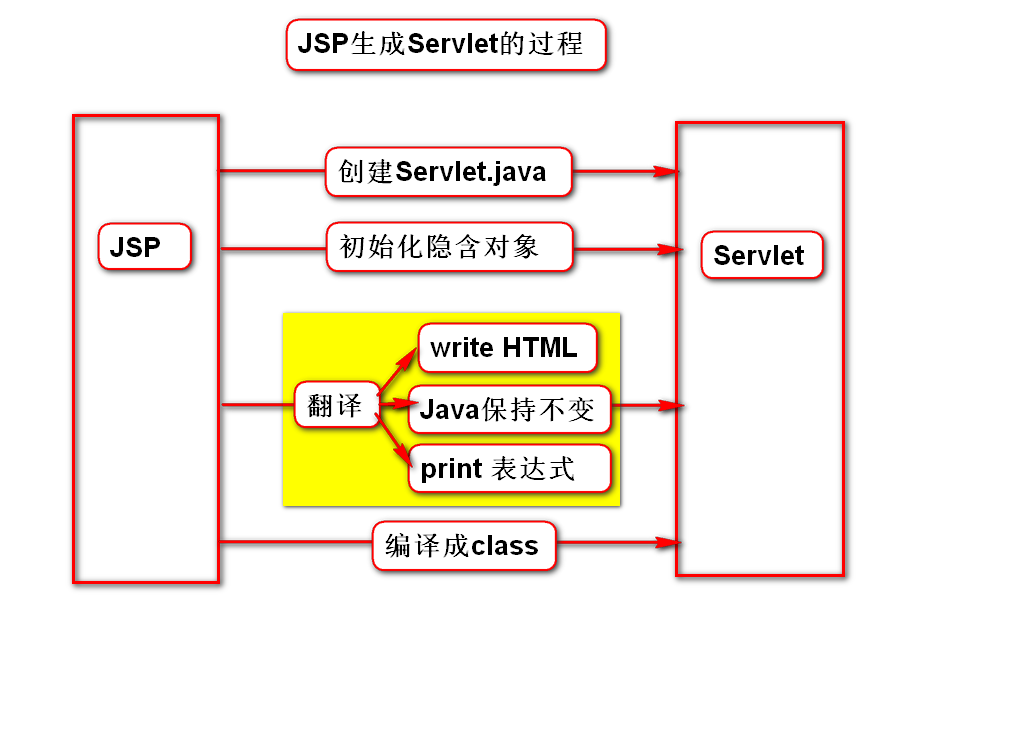 JSP生成Servlet的过程
创建Servlet.java
初始化隐含对象
JSP
Servlet
write HTML
翻译
Java保持不变
print 表达式
编译成class